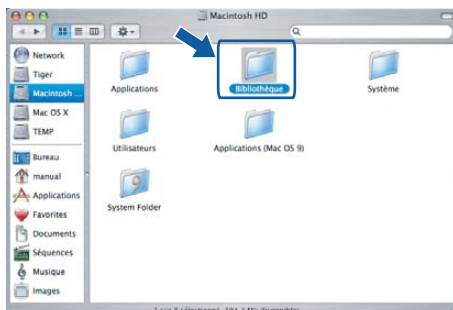 Macintosh HD
Network
Tiger
Macintosh ...
Mac OS X
TEMP
Bureau
manual
Applications
Favorites
Documents
Séquences
Musique
Images
Applications
Bibliothèque
Système
Utilisateurs
Applications (Mac OS 9)
System Folder